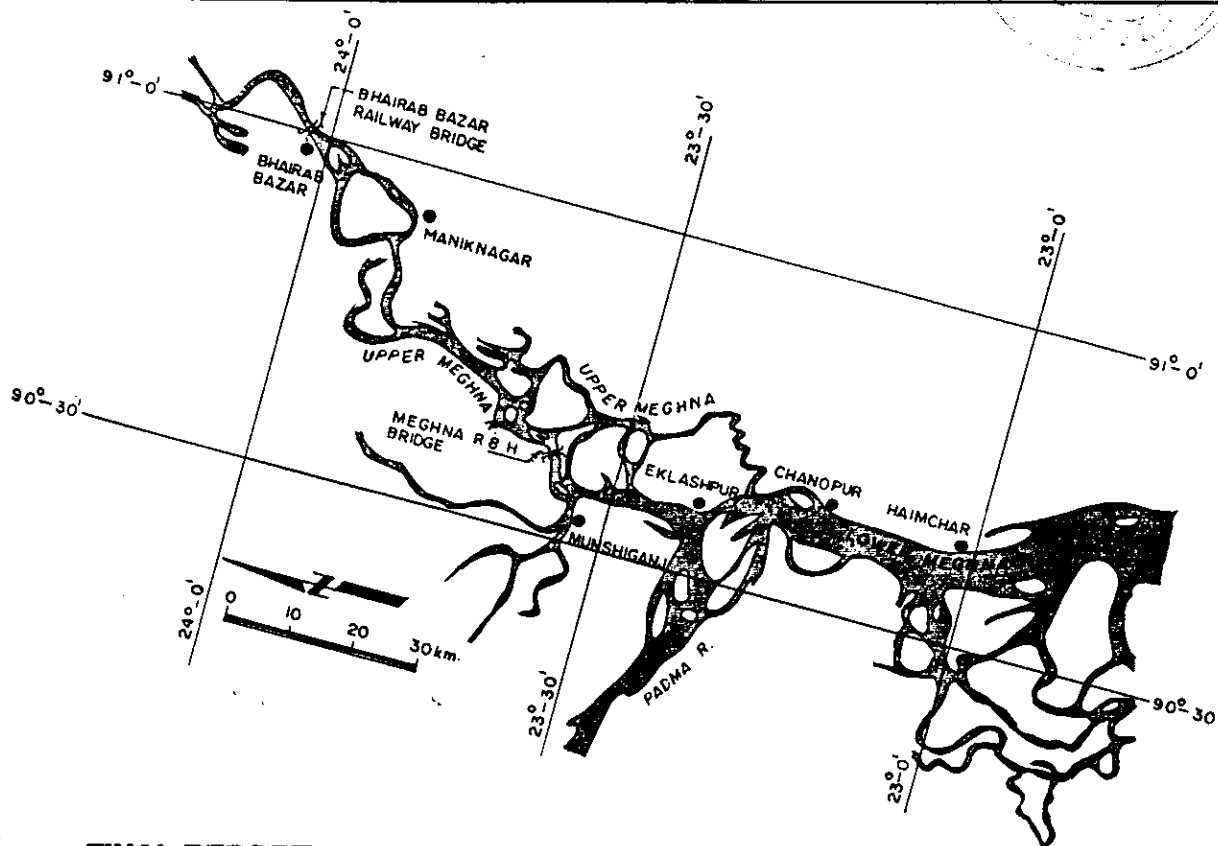 24°-0'
91°-0'
BHAIRAB BAZAR
RAILWAY BRIDGE
BHAIRAB
BAZAR
23°-30'
MANIKNAGAR
23°-0'
UPPER MEGHNA R.
UPPER MEGHNA
91°-0'
90°-30'
MEGHNA R & H
BRIDGE
EKLASHPUR
CHANDPUR
HAIMCHAR
MUNSHIGANJ
LOWER MEGHNA
N
0 10 20 30 km.
24°-0'
PADMA R.
90°-30'
23°-30'
23°-0'